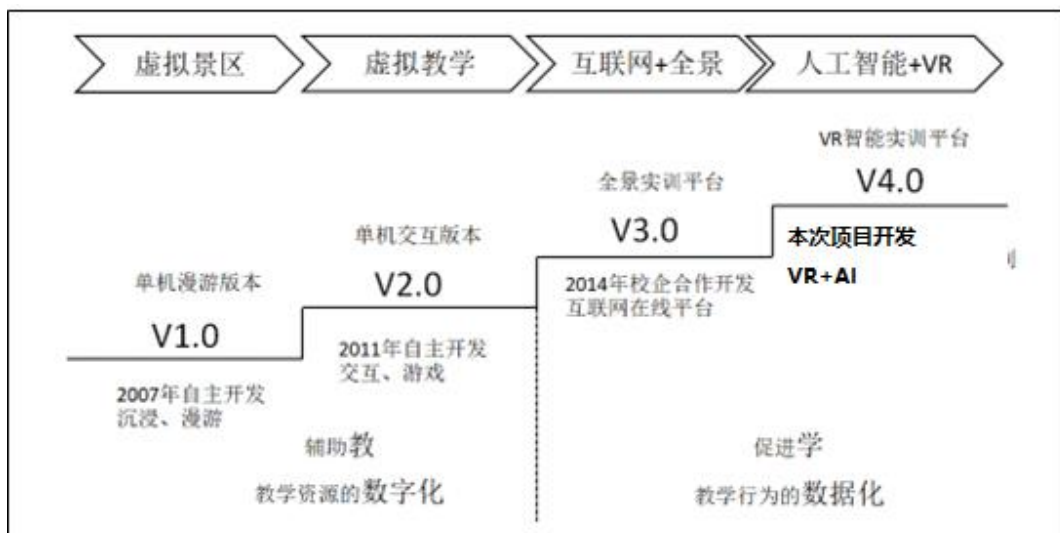 虚拟景区
虚拟教学
互联网+全景
人工智能+VR
VR智能实训平台
V4.0
全景实训平台
V3.0
本次项目开发
VR+AI
单机交互版本
V2.0
2014年校企合作开发
互联网在线平台
单机漫游版本
V1.0
2011年自主开发
交互、游戏
2007年自主开发
沉浸、漫游
辅助教
促进学
教学资源的数字化
教学行为的数据化